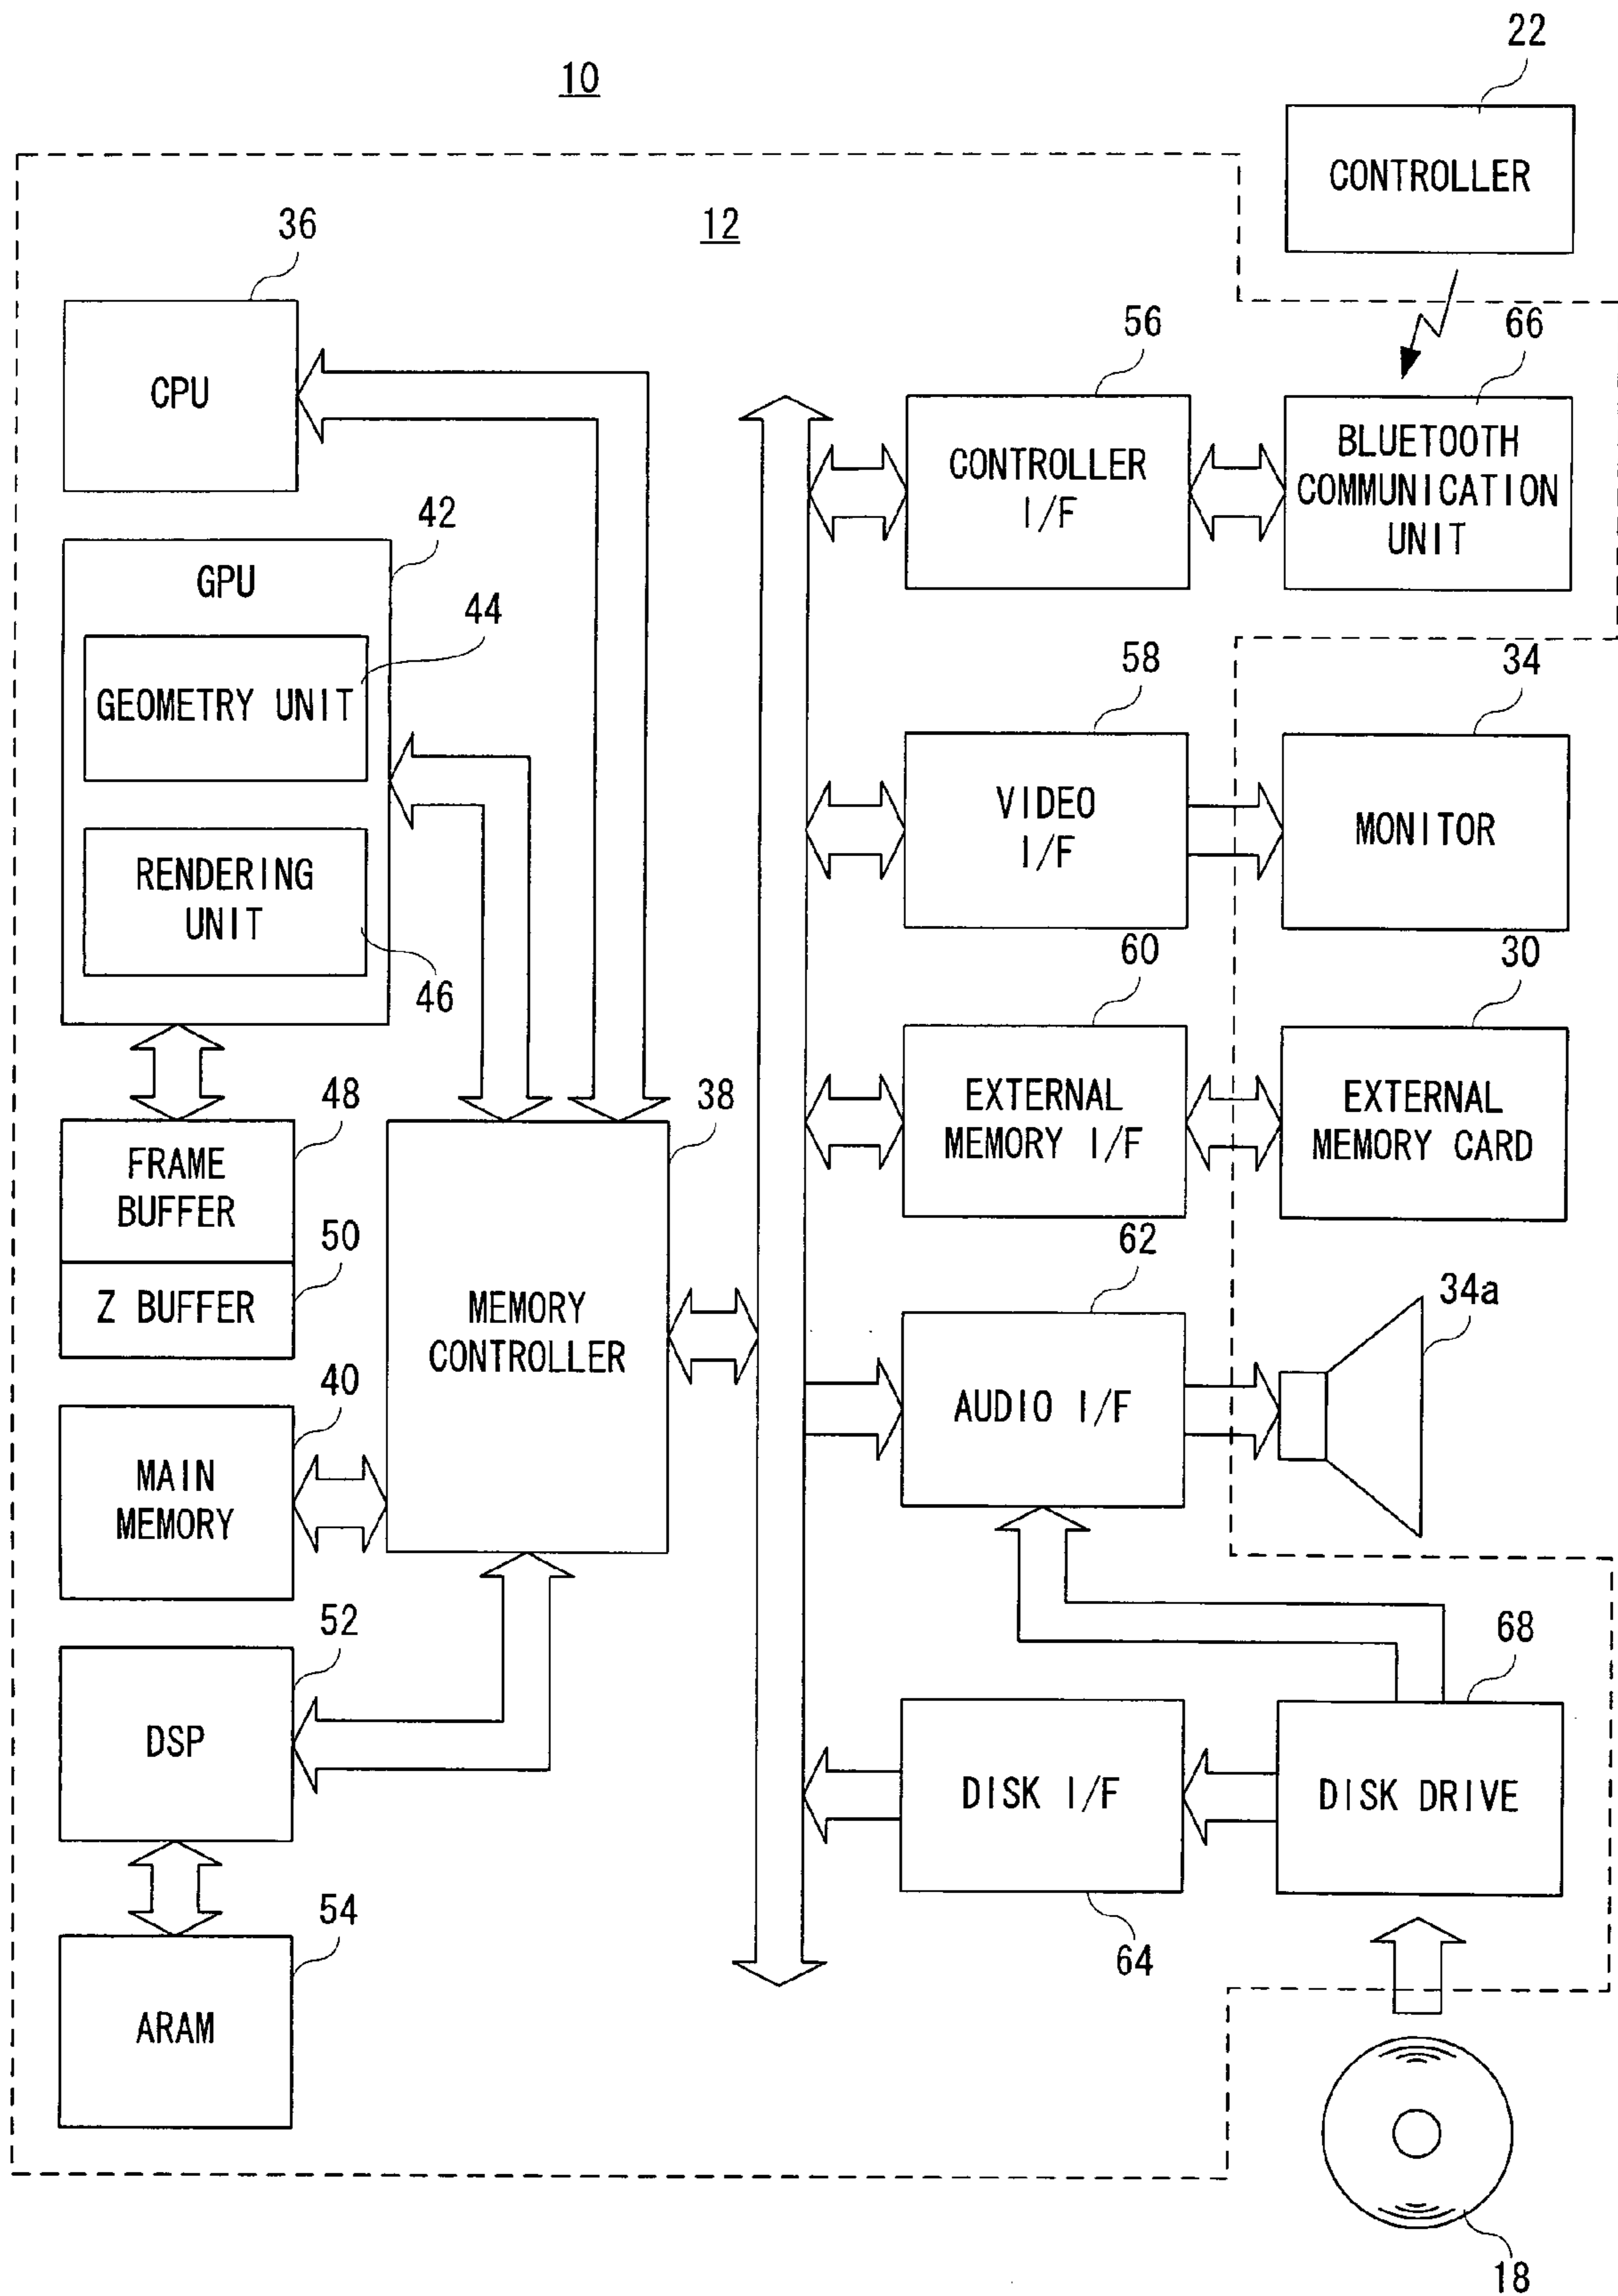 22
10
CONTROLLER
12
36
CPU
56
66
CONTROLLER
I/F
BLUETOOTH
COMMUNICATION
UNIT
42
GPU
44
GEOMETRY UNIT
RENDERING
UNIT
46
58
34
VIDEO
I/F
MONITOR
60
30
EXTERNAL
MEMORY I/F
EXTERNAL
MEMORY CARD
48
FRAME
BUFFER
50
Z BUFFER
38
MEMORY
CONTROLLER
62
AUDIO I/F
34a
40
MAIN
MEMORY
52
DSP
68
DISK I/F
DISK DRIVE
64
54
ARAM
18